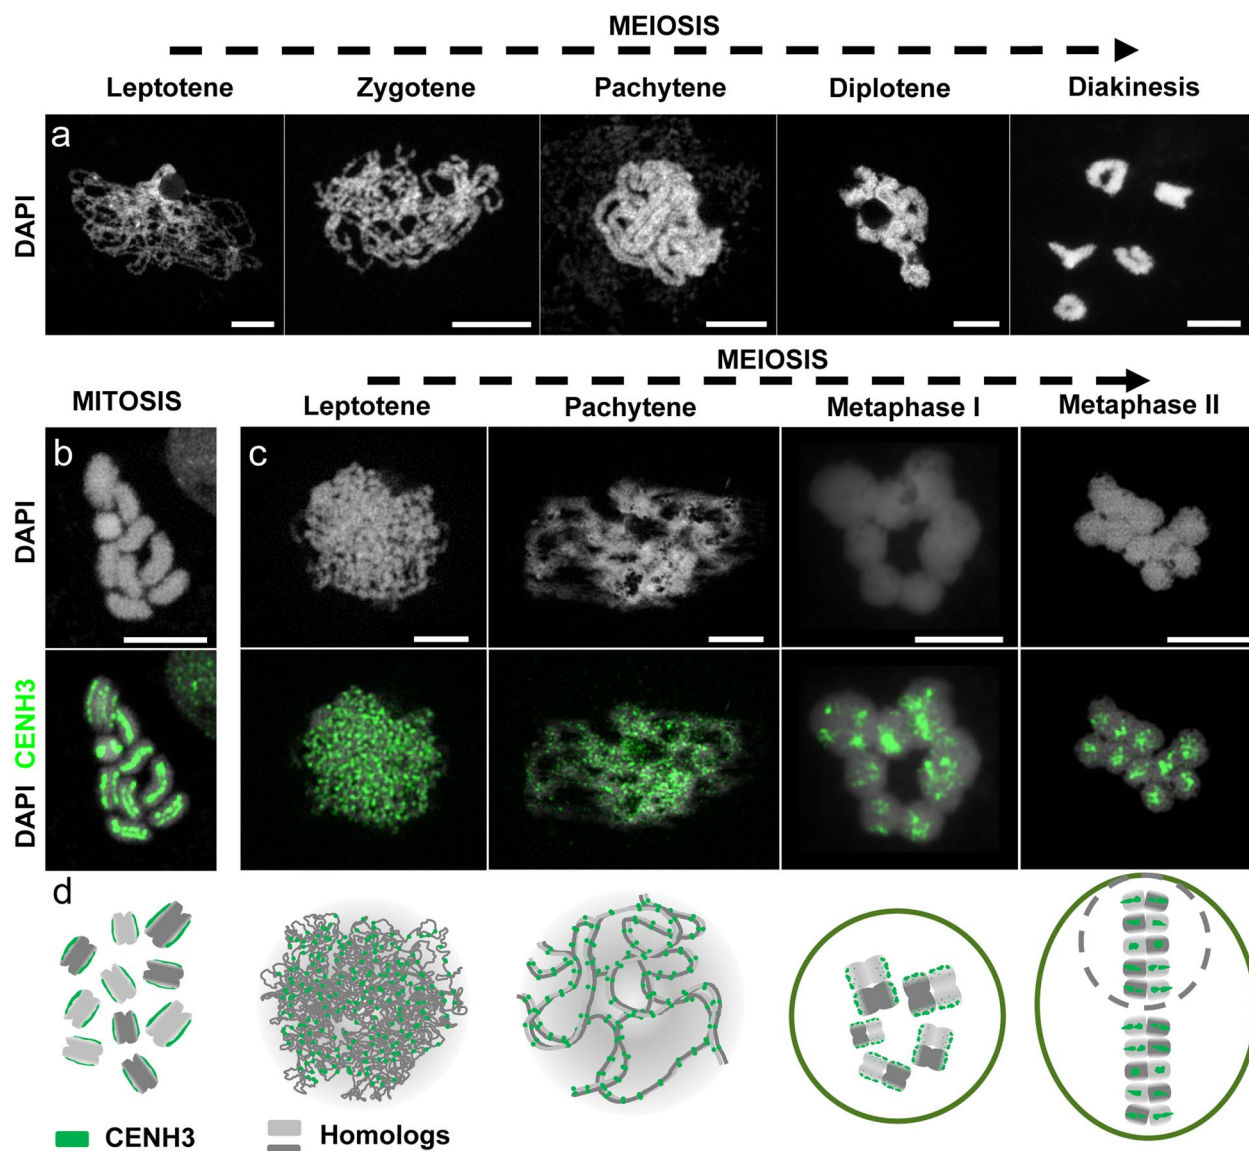 MEIOSIS
Leptotene Zygotene Pachytene Diplotene Diakinesis
a
DAPI
MEIOSIS
MITOSIS Leptotene Pachytene Metaphase I Metaphase II
b c
DAPI
DAPI CENH3
d
CENH3 Homologs